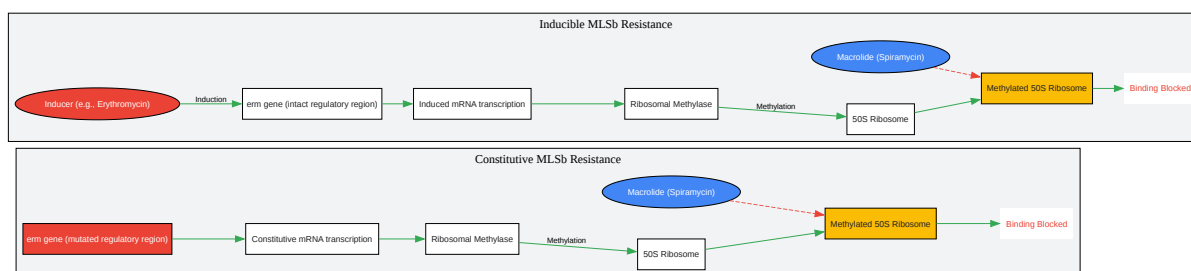 Inducible MLSb Resistance
Macrolide (Spiramycin)
Inducer (e.g., Erythromycin)
Induction
erm gene (intact regulatory region)
Induced mRNA transcription
Ribosomal Methylase
Methylation
50S Ribosome
Methylated 50S Ribosome
Binding Blocked
Constitutive MLSb Resistance
Macrolide (Spiramycin)
erm gene (mutated regulatory region)
Constitutive mRNA transcription
Ribosomal Methylase
Methylation
50S Ribosome
Methylated 50S Ribosome
Binding Blocked